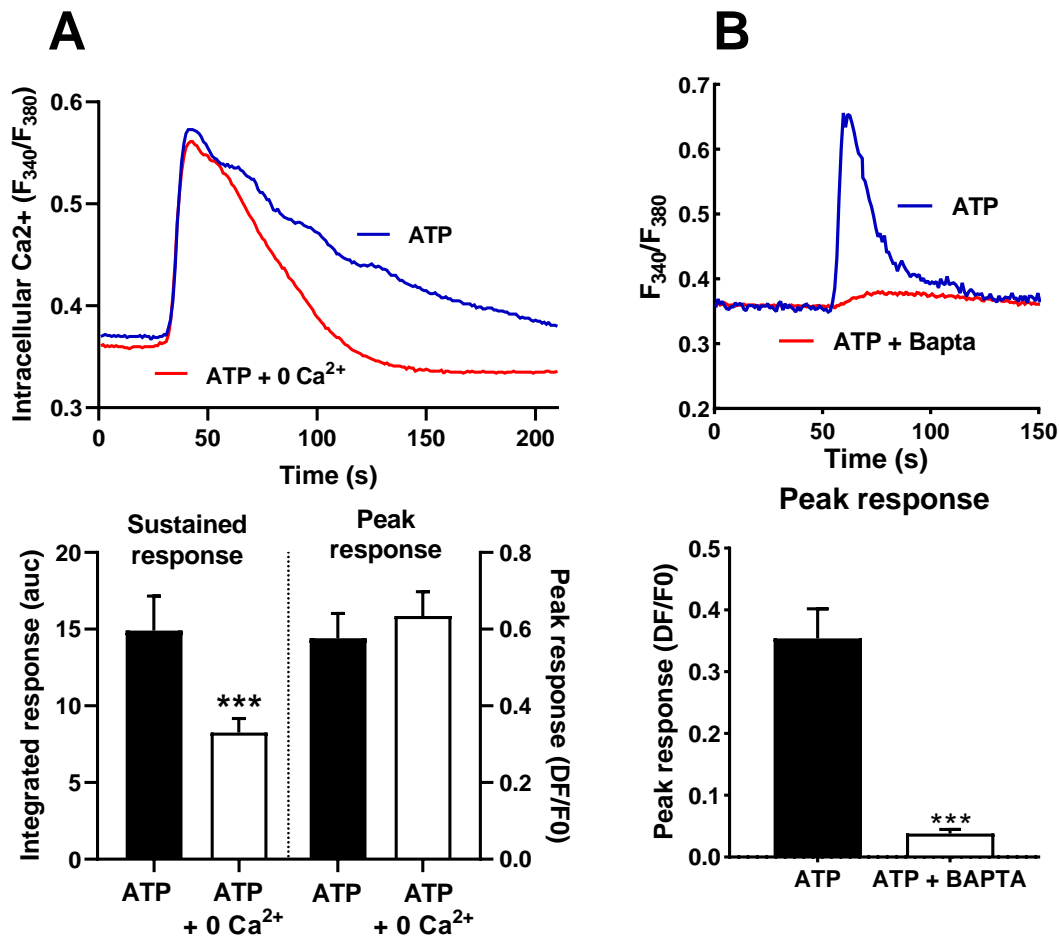 A
Intracellular Ca2+ (F340/F380)
0.6
0.5
0.4
0.3
ATP
ATP + 0 Ca²⁺
0
50
100
150
200
Time (s)
B
F340/F380
0.7
0.6
0.5
0.4
0.3
0.2
ATP
ATP + Bapta
0
50
100
150
Time (s)
Sustained
response
Peak
response
Integrated response (auc)
20
15
10
5
0
***
0.8
0.6
0.4
0.2
0.0
Peak response (DF/F0)
ATP
ATP
+ 0 Ca²⁺
ATP
ATP
+ 0 Ca²⁺
Peak response
Peak response (DF/F0)
0.5
0.4
0.3
0.2
0.1
0.0
***
ATP
ATP + BAPTA